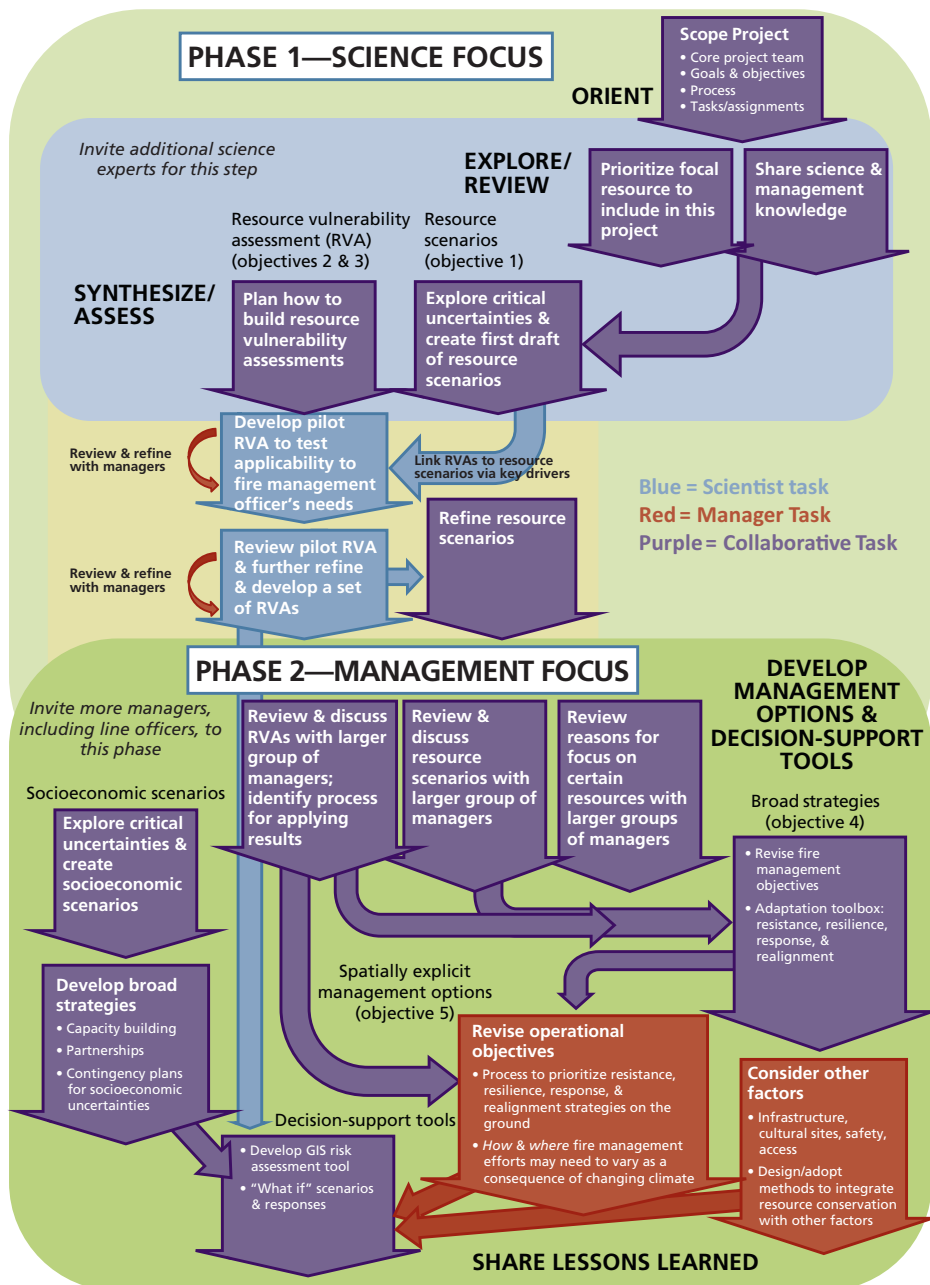 PHASE 1—SCIENCE FOCUS
Scope Project
• Core project team
• Goals & objectives
• Process
• Tasks/assignments
ORIENT
Invite additional science
experts for this step
EXPLORE/
REVIEW
Prioritize focal
resource to
include in this
project
Share science &
management
knowledge
Resource vulnerability
assessment (RVA)
(objectives 2 & 3)
Resource
scenarios
(objective 1)
SYNTHESIZE/
ASSESS
Plan how to
build resource
vulnerability
assessments
Explore critical
uncertainties &
create first draft
of resource
scenarios
Review & refine
with managers
Develop pilot
RVA to test
applicability to
fire management
officer's needs
Link RVAs to resource
scenarios via key drivers
Blue = Scientist task
Red = Manager Task
Purple = Collaborative Task
Refine resource
scenarios
Review & refine
with managers
Review pilot RVA
& further refine
& develop a set
of RVAs
PHASE 2—MANAGEMENT FOCUS
DEVELOP
MANAGEMENT
OPTIONS &
DECISION-SUPPORT
TOOLS
Invite more managers,
including line officers, to
this phase
Review & discuss
RVAs with larger
group of
managers;
identify process
for applying
results
Review &
discuss
resource
scenarios with
larger group of
managers
Review
reasons for
focus on
certain
resources with
larger groups
of managers
Socioeconomic scenarios
Explore critical
uncertainties &
create
socioeconomic
scenarios
Broad strategies
(objective 4)
• Revise fire
management
objectives
• Adaptation toolbox:
resistance, resilience,
response, &
realignment
Develop broad
strategies
• Capacity building
• Partnerships
• Contingency plans
for socioeconomic
uncertainties
Spatially explicit
management options
(objective 5)
Revise operational
objectives
• Process to prioritize resistance,
resilience, response, &
realignment strategies on the
ground
• How & where fire management
efforts may need to vary as a
consequence of changing climate
Consider other
factors
• Infrastructure,
cultural sites, safety,
access
• Design/adopt
methods to integrate
resource conservation
with other factors
Decision-support tools
• Develop GIS risk
assessment tool
• "What if" scenarios
& responses
SHARE LESSONS LEARNED